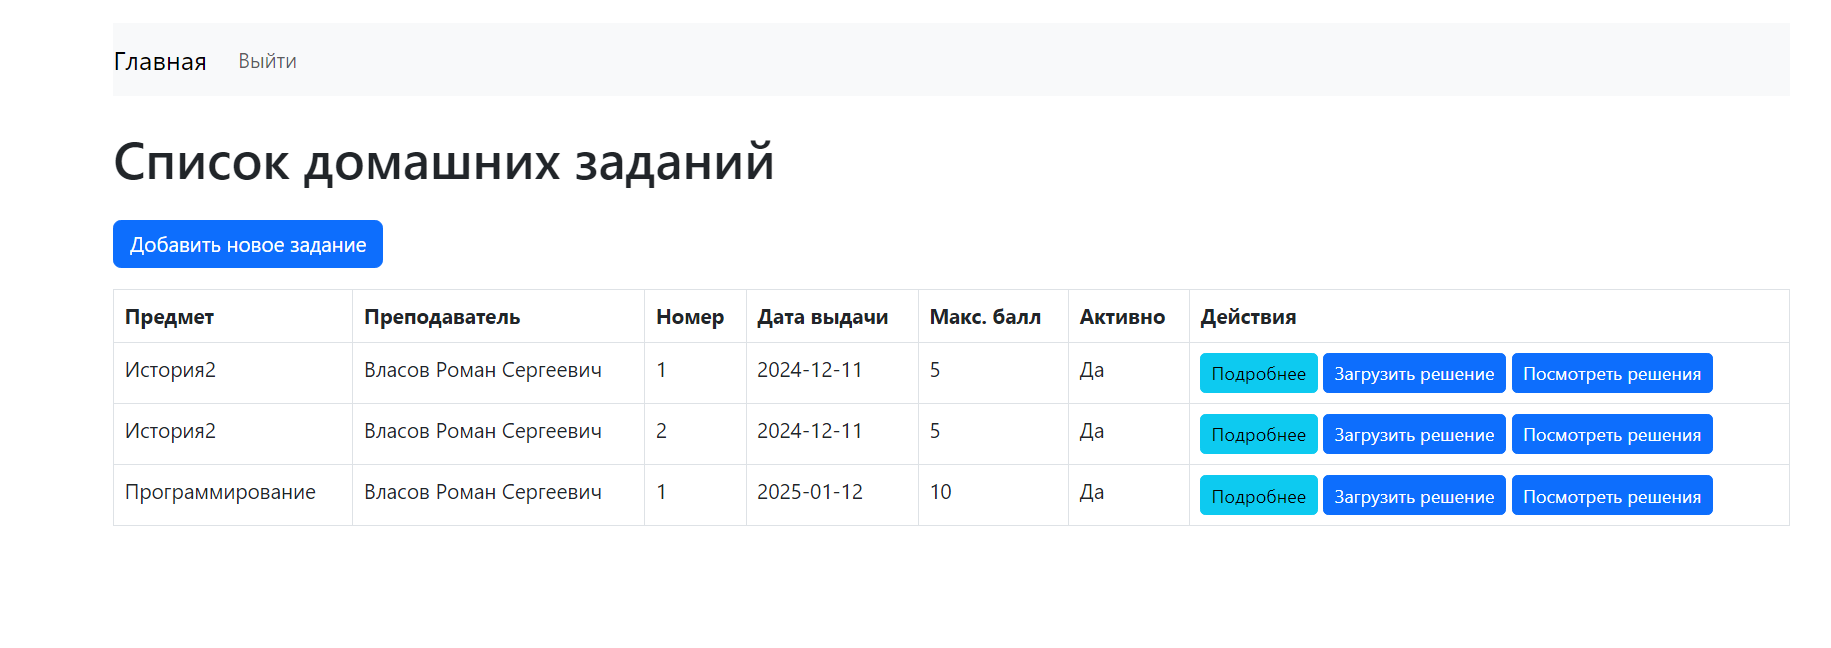 Главная Выйти
Список домашних заданий
Добавить новое задание
Предмет Преподаватель Номер Дата выдачи Макс. балл Активно Действия
История2 Власов Роман Сергеевич 1 2024-12-11 5 Да Подробнее Загрузить решение Посмотреть решения
История2 Власов Роман Сергеевич 2 2024-12-11 5 Да Подробнее Загрузить решение Посмотреть решения
Программирование Власов Роман Сергеевич 1 2025-01-12 10 Да Подробнее Загрузить решение Посмотреть решения